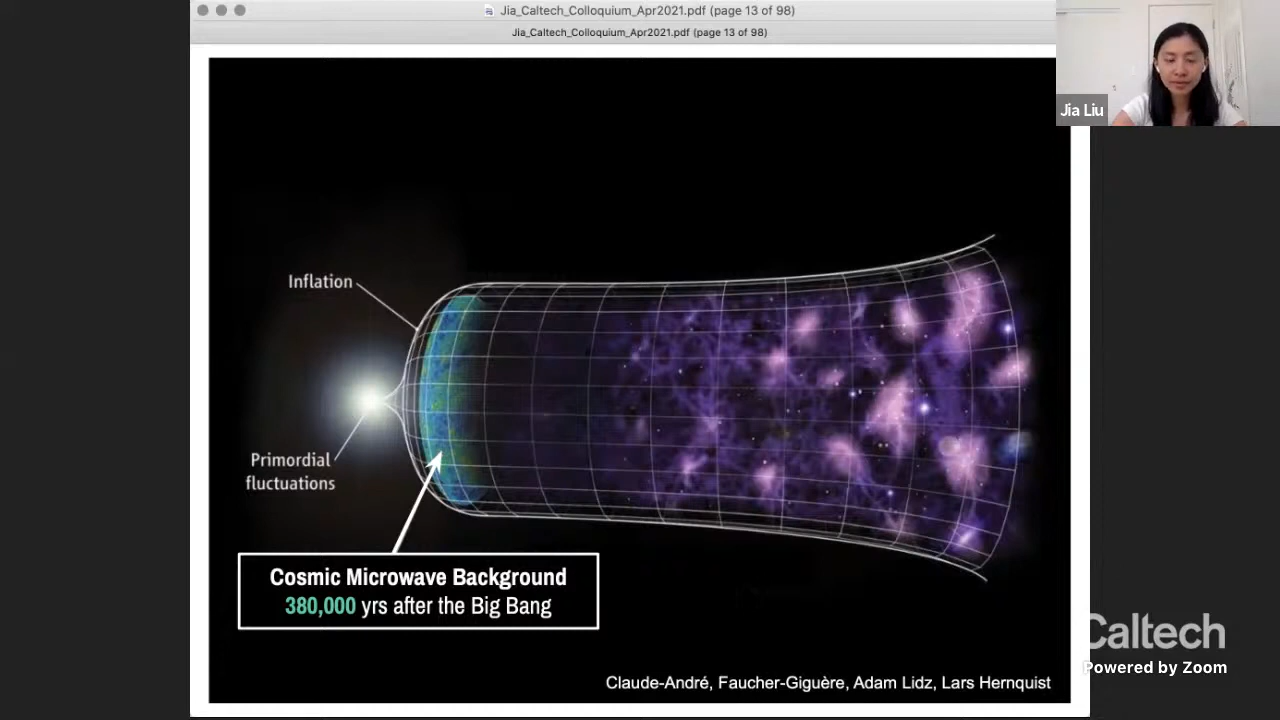 Jia_Caltech_Colloquium_Apr2021.pdf (page 13 of 98)
Jia_Caltech_Colloquium_Apr2021.pdf (page 13 of 98)
Jia Liu
Inflation
Primordial
fluctuations
Cosmic Microwave Background
380,000 yrs after the Big Bang
Caltech
Powered by Zoom
Claude-André, Faucher-Giguère, Adam Lidz, Lars Hernquist